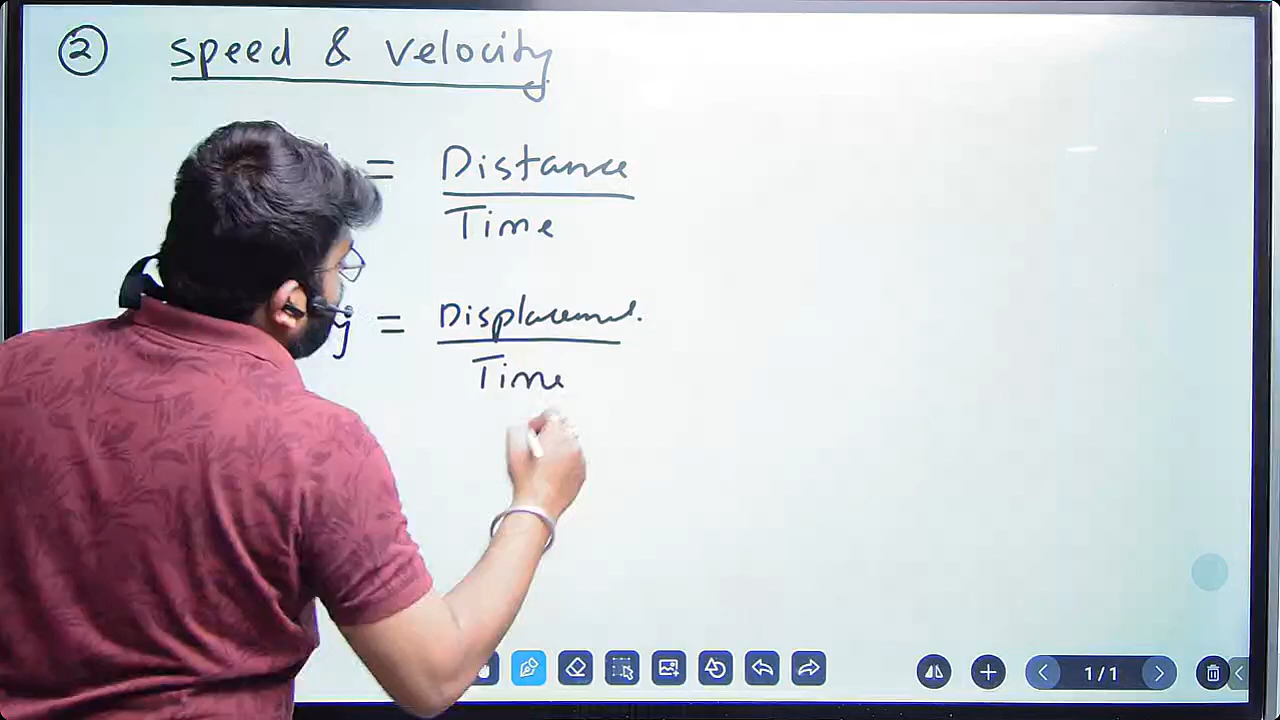 ② speed & velocity
= Distance
Time
y = Displacement.
Time
1/1